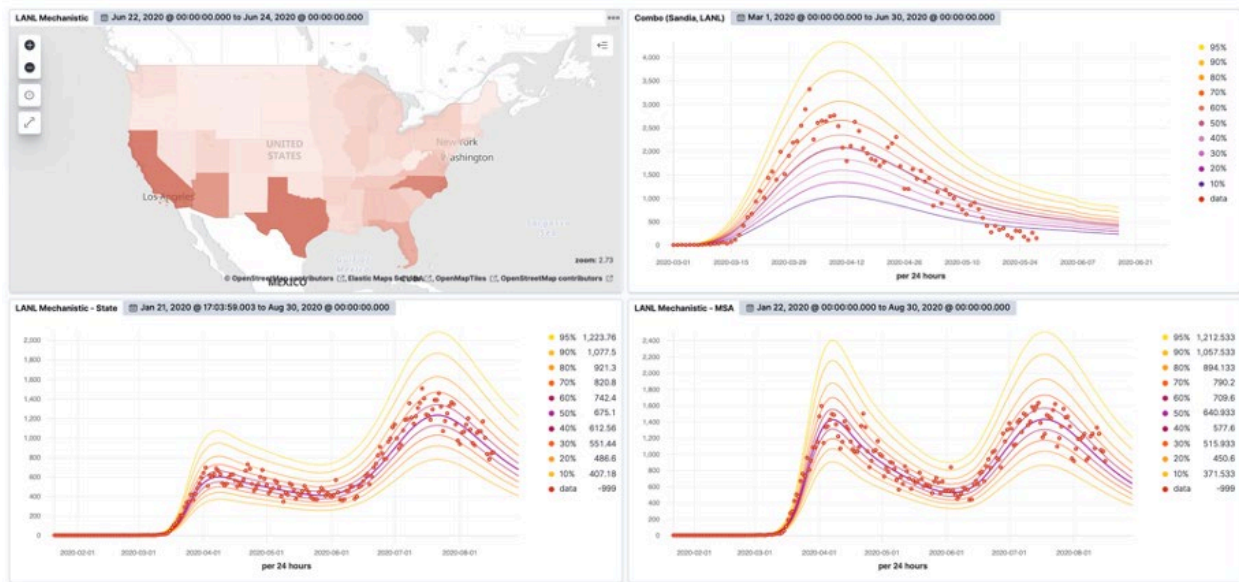 LANL Mechanistic Jun 22, 2020 @ 00:00:00.000 to Jun 24, 2020 @ 00:00:00.000
UNITED
STATES
New York
Washington
Los Angeles
MÉXICO
CUBA
zoom: 2.73
© OpenStreetMap contributors, Elastic Maps Service, OpenMapTiles, OpenStreetMap contributors
Combo (Sandia, LANL) Mar 1, 2020 @ 00:00:00.000 to Jun 30, 2020 @ 00:00:00.000
4,000
3,500
3,000
2,500
2,000
1,500
1,000
500
0
2020-03-01 2020-03-15 2020-03-29 2020-04-12 2020-04-26 2020-05-10 2020-05-24 2020-06-07 2020-06-21
per 24 hours
95%
90%
80%
70%
60%
50%
40%
30%
20%
10%
data
LANL Mechanistic - State Jan 21, 2020 @ 17:03:59.003 to Aug 30, 2020 @ 00:00:00.000
2,000
1,800
1,600
1,400
1,200
1,000
800
600
400
200
0
2020-02-01 2020-03-01 2020-04-01 2020-05-01 2020-06-01 2020-07-01 2020-08-01
per 24 hours
95% 1,223.76
90% 1,077.5
80% 921.3
70% 820.8
60% 742.4
50% 675.1
40% 612.56
30% 551.44
20% 486.6
10% 407.18
data -999
LANL Mechanistic - MSA Jan 22, 2020 @ 00:00:00.000 to Aug 30, 2020 @ 00:00:00.000
2,400
2,200
2,000
1,800
1,600
1,400
1,200
1,000
800
600
400
200
0
2020-02-01 2020-03-01 2020-04-01 2020-05-01 2020-06-01 2020-07-01 2020-08-01
per 24 hours
95% 1,212.533
90% 1,057.533
80% 894.133
70% 790.2
60% 709.6
50% 640.933
40% 577.6
30% 515.933
20% 450.6
10% 371.533
data -999